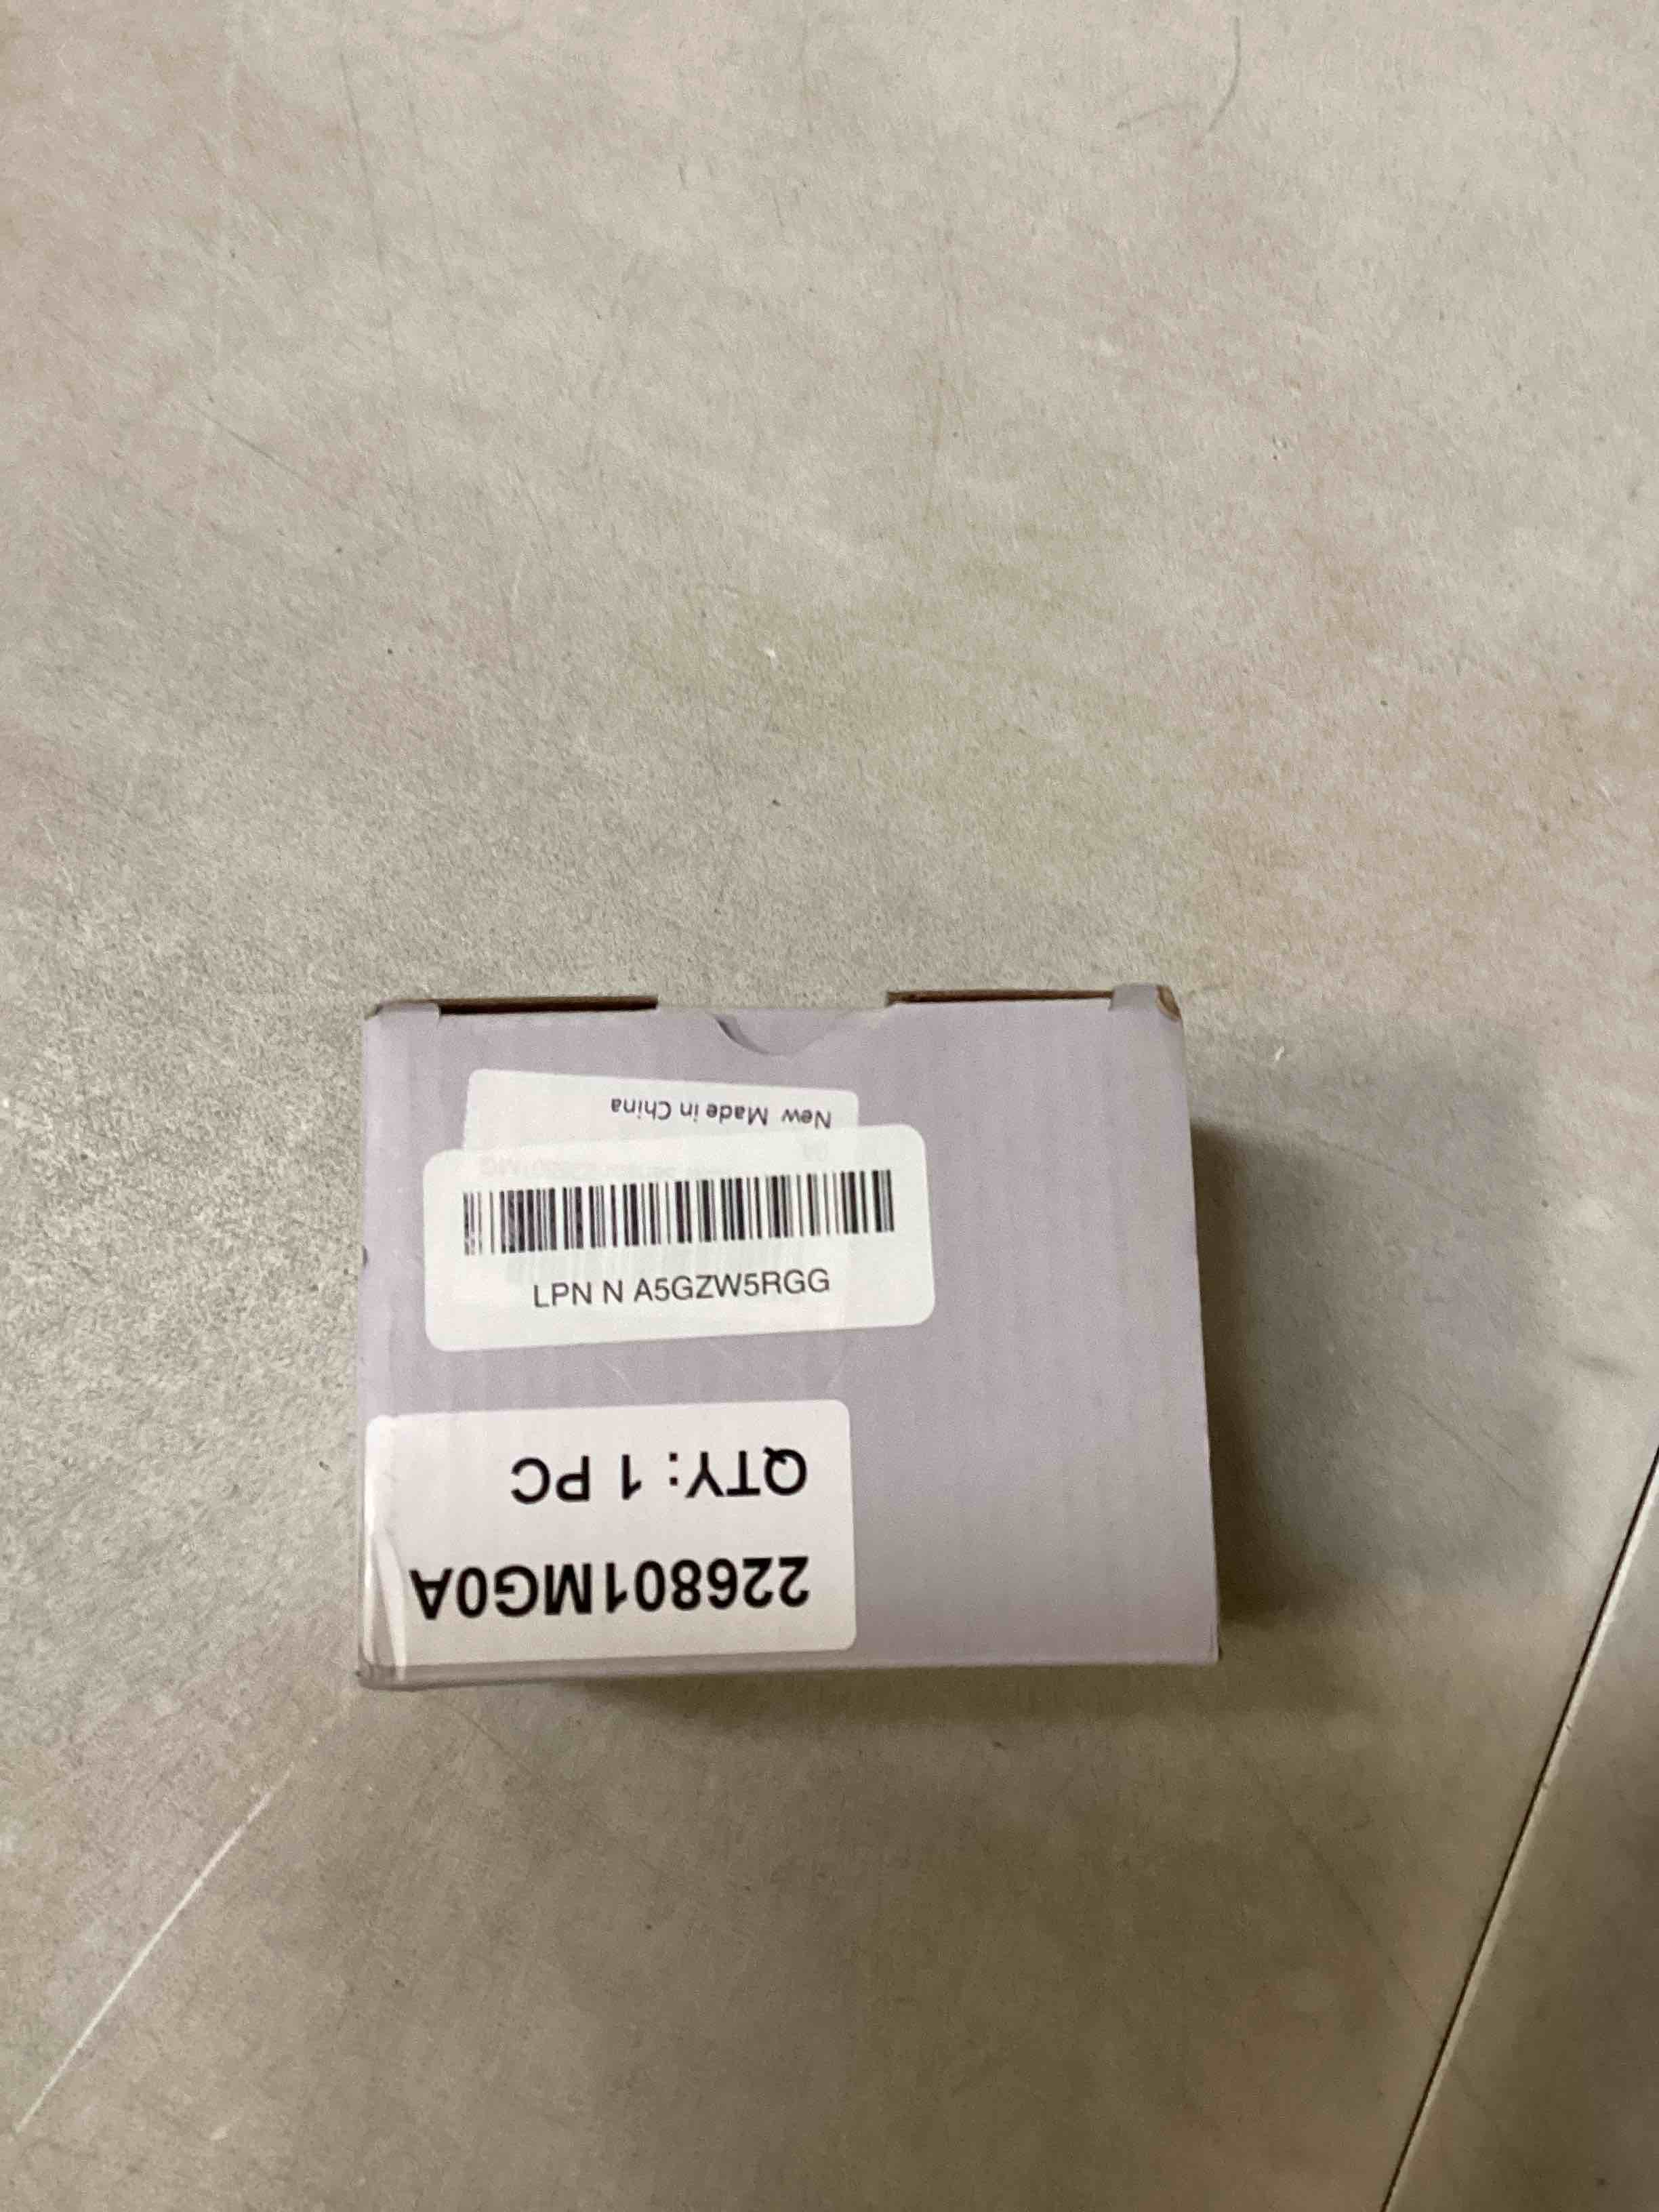 New Made in China
LPN N A5GZW5RGG
QTY: 1 PC
226801MG0A